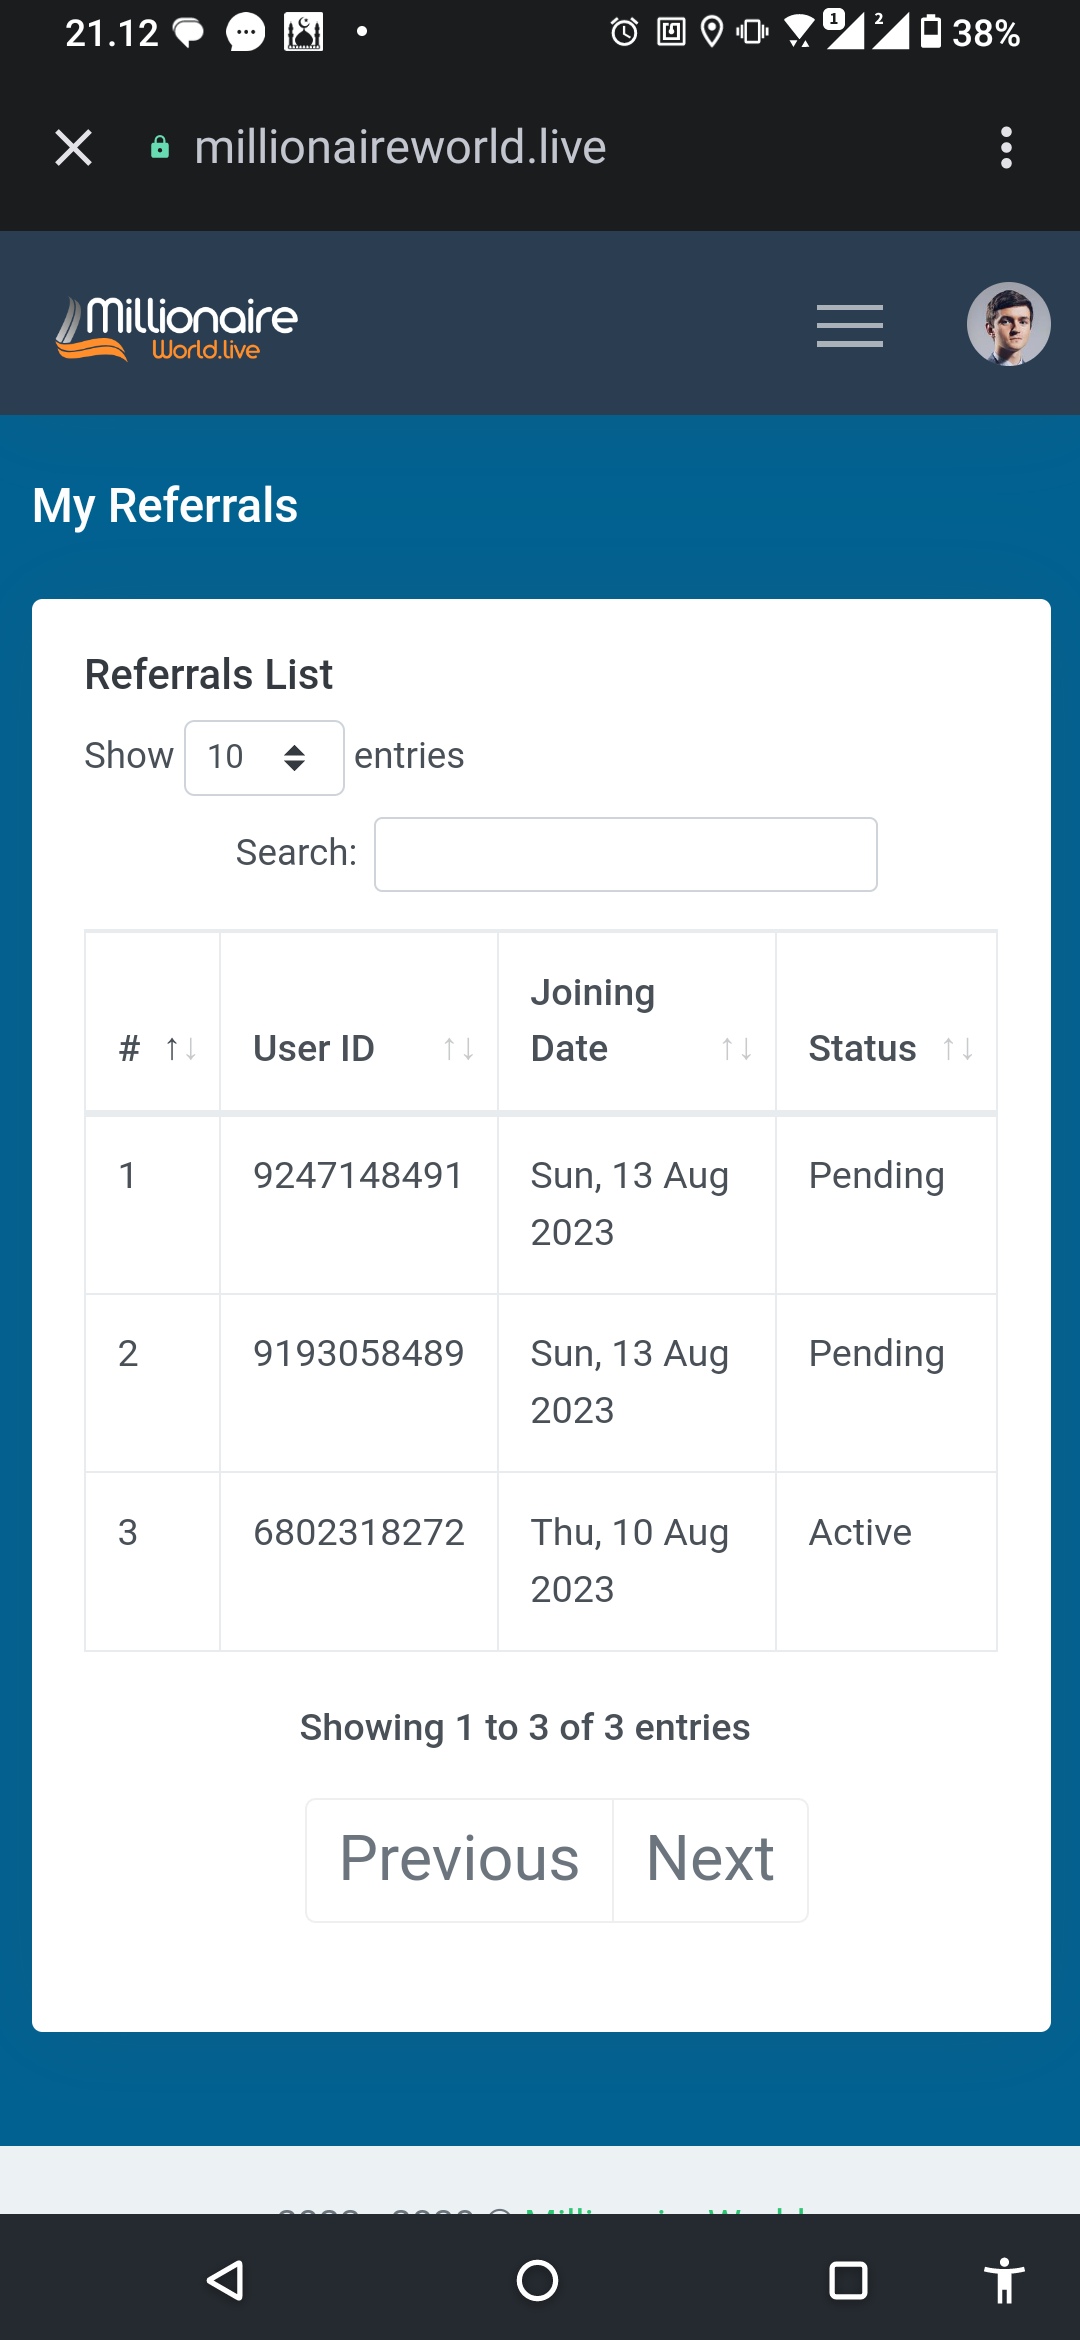 21.12
1
2
38%
millionaireworld.live
Millionaire
World.live
My Referrals
Referrals List
Show 10 entries
Search:
# ↑↓ User ID ↑↓ Joining Date ↑↓ Status ↑↓
1 9247148491 Sun, 13 Aug 2023 Pending
2 9193058489 Sun, 13 Aug 2023 Pending
3 6802318272 Thu, 10 Aug 2023 Active
Showing 1 to 3 of 3 entries
Previous Next